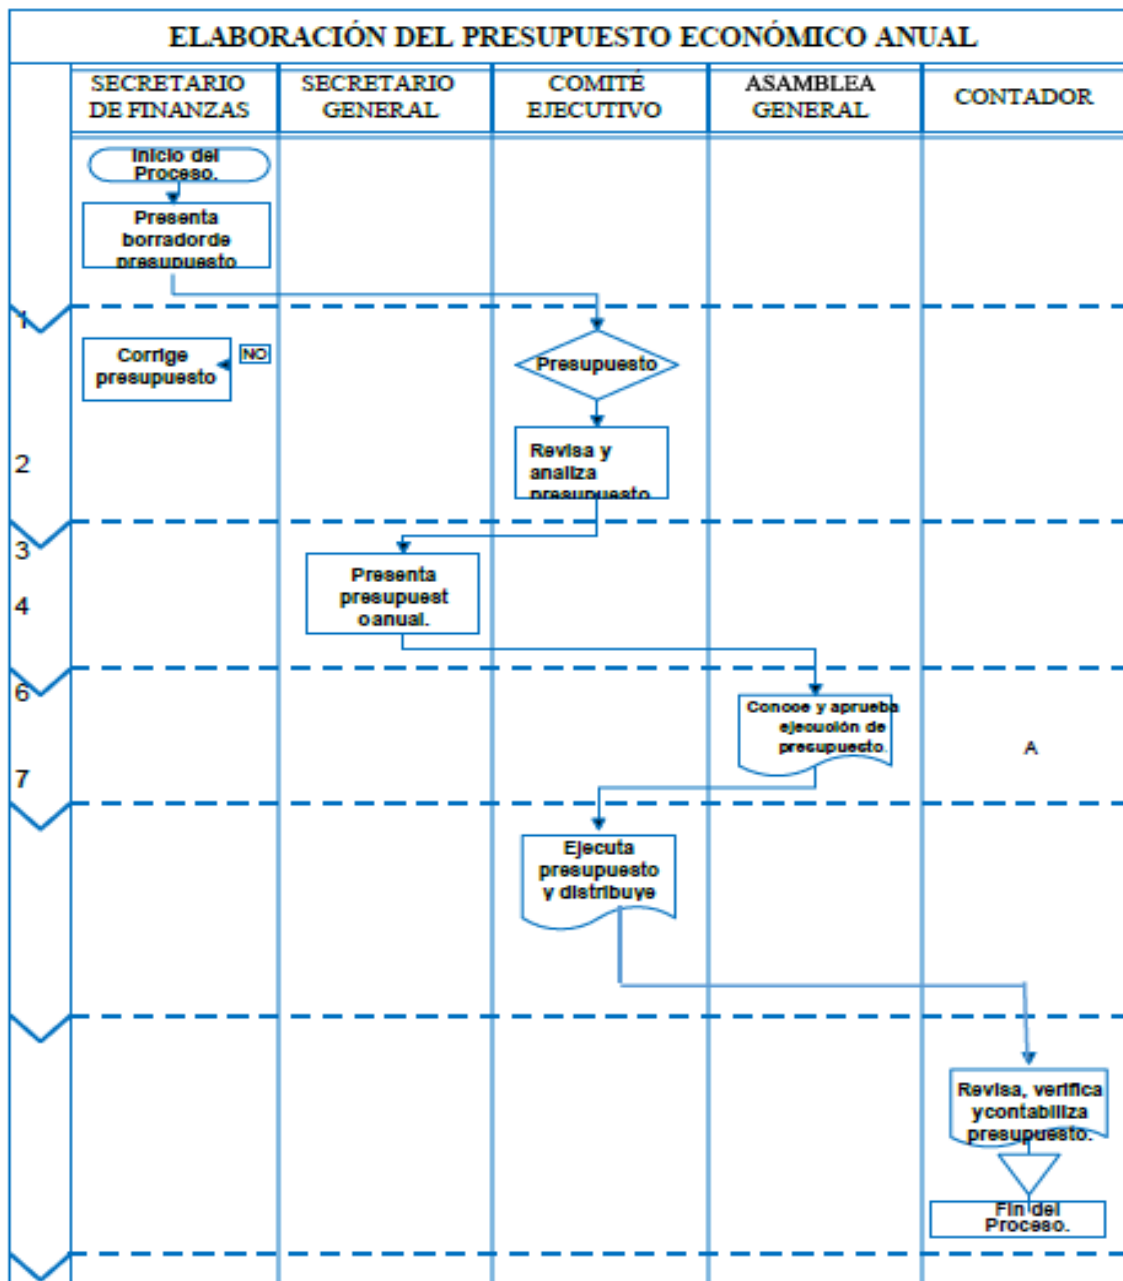 ELABORACIÓN DEL PRESUPUESTO ECONÓMICO ANUAL
SECRETARIO
DE FINANZAS
SECRETARIO
GENERAL
COMITÉ
EJECUTIVO
ASAMBLEA
GENERAL
CONTADOR
Inicio del
Proceso.
Presenta
borradorde
presupuesto
1
Corrige
presupuesto
NO
Presupuesto
2
Revisa y
analiza
presupuesto
3
4
Presenta
presupuest
oanual.
6
Conoce y aprueba
ejecución de
presupuesto.
A
7
Ejecuta
presupuesto
y distribuye
Revisa, verifica
ycontabiliza
presupuesto.
Fin del
Proceso.